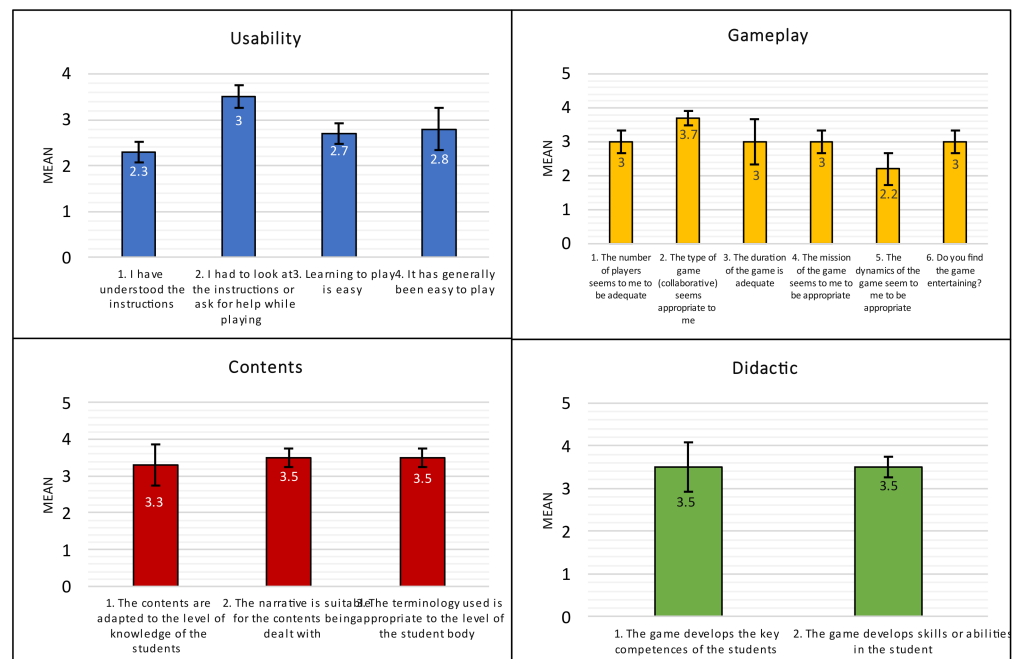 Usability
4
3
2
1
0
MEAN
2.3
3
2.7
2.8
1. I have
understood the
instructions
2. I had to look at
the instructions or
ask for help while
playing
3. Learning to play
is easy
4. It has generally
been easy to play
Gameplay
5
4
3
2
1
0
MEAN
3
3.7
3
3
2.2
3
1. The number
of players
seems to me to
be adequate
2. The type of
game
(collaborative)
seems
appropriate to
me
3. The duration
of the game is
adequate
4. The mission
of the game
seems to me to
be appropriate
5. The
dynamics of the
game seem to
me to be
appropriate
6. Do you find
the game
entertaining?
Contents
5
4
3
2
1
0
MEAN
3.3
3.5
3.5
1. The contents are
adapted to the level of
knowledge of the
students
2. The narrative is suitable
for the contents being
dealt with
3. The terminology used is
appropriate to the level of
the student body
Didactic
5
4
3
2
1
0
MEAN
3.5
3.5
1. The game develops the key
competences of the students
2. The game develops skills or abilities
in the student